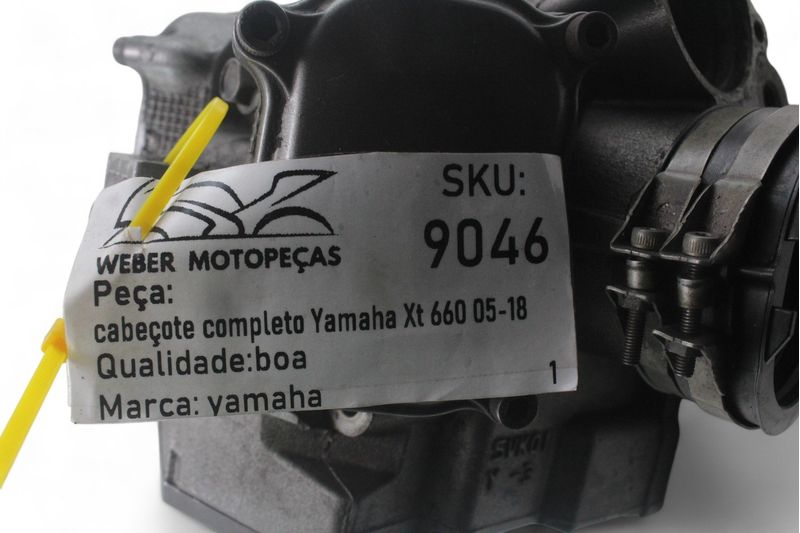 WEBER MOTOPEÇAS
SKU:
9046
Peça:
cabeçote completo Yamaha Xt 660 05-18
Qualidade:boa
Marca: yamaha
1